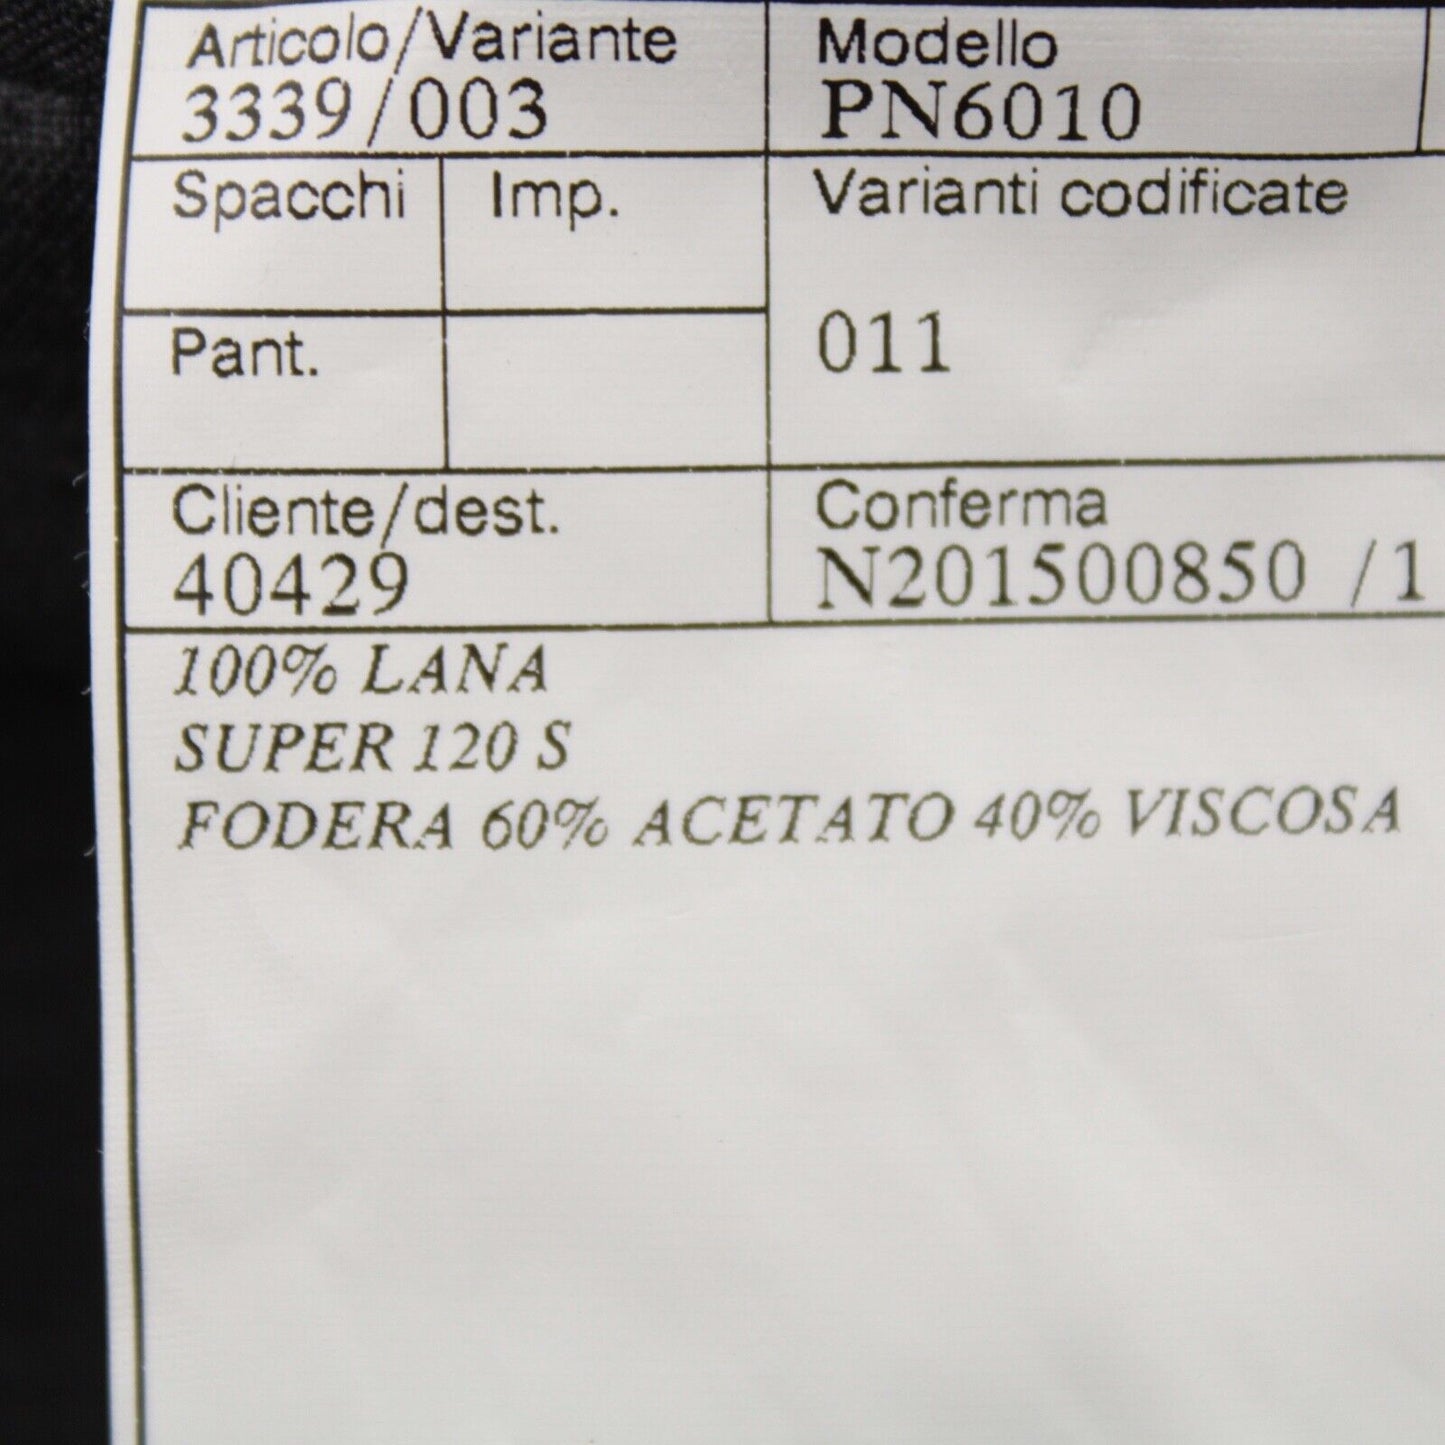 Articolo/Variante Modello
3339/003 PN6010
Spacchi Imp. Varianti codificate
Pant. 011
Cliente/dest. Conferma
40429 N201500850 /1
100% LANA
SUPER 120 S
FODERA 60% ACETATO 40% VISCOSA